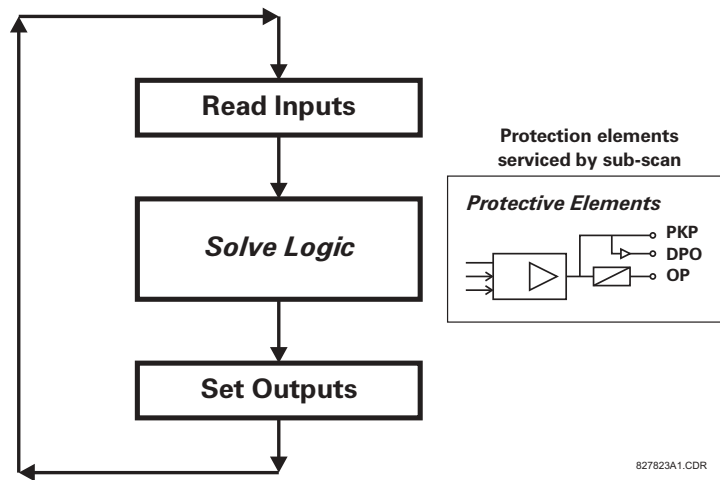 Read Inputs
Solve Logic
Set Outputs
Protection elements
serviced by sub-scan
Protective Elements
PKP
DPO
OP
827823A1.CDR